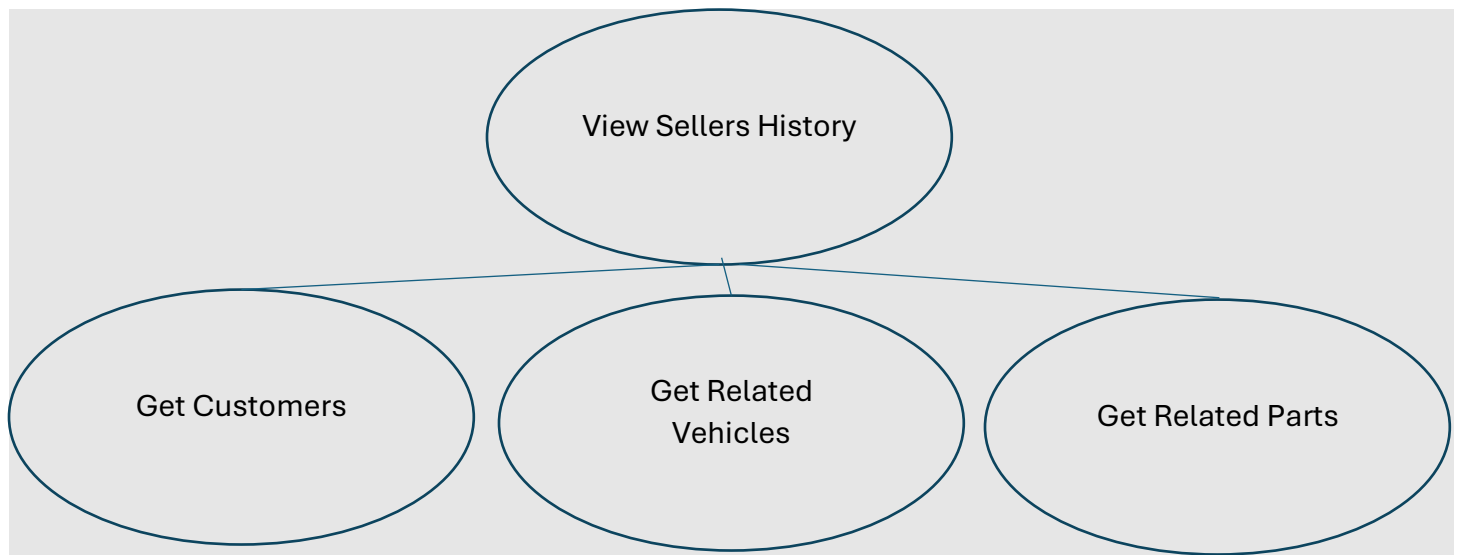 View Sellers History
Get Customers
Get Related
Vehicles
Get Related Parts